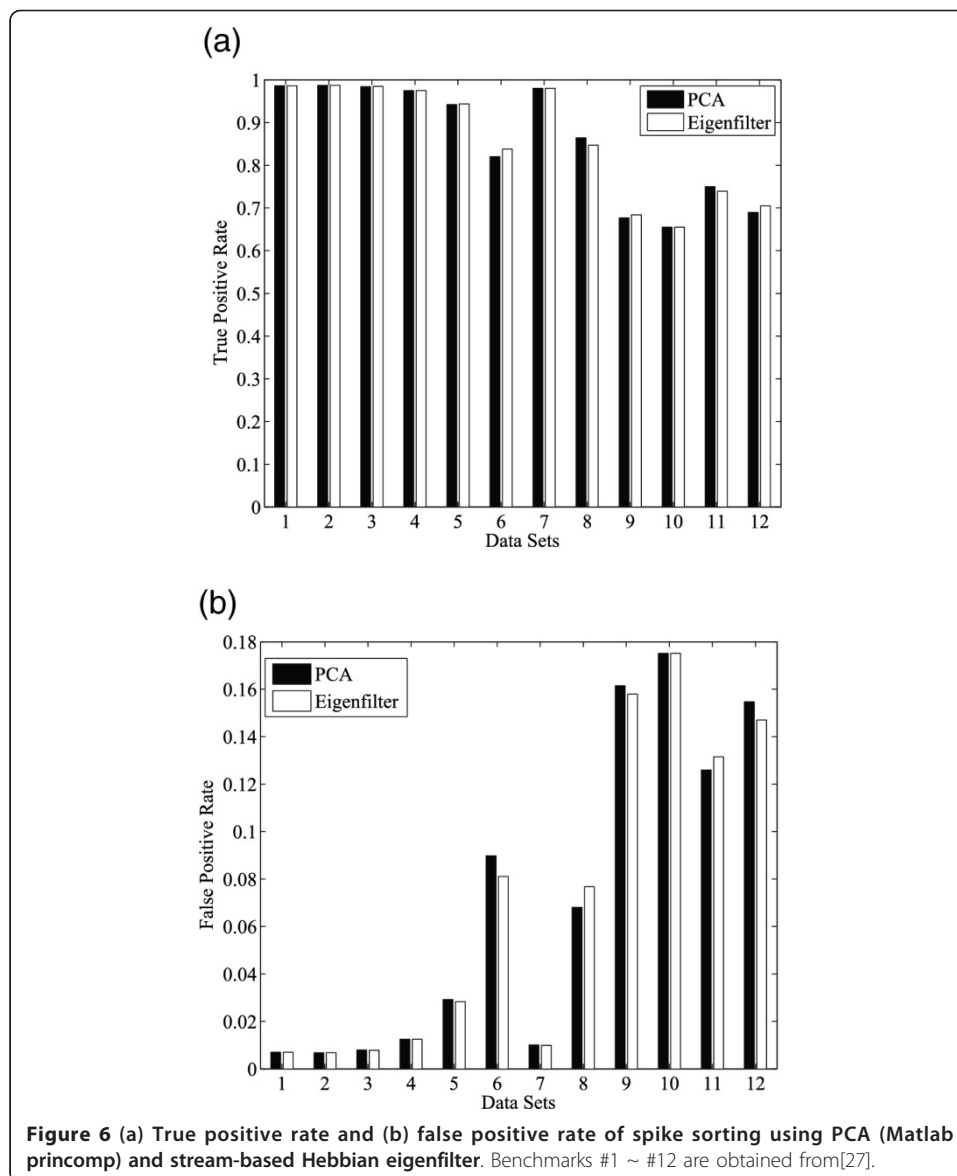 (a)
1
0.9
0.8
0.7
0.6
0.5
0.4
0.3
0.2
0.1
0
True Positive Rate
PCA
Eigenfilter
1 2 3 4 5 6 7 8 9 10 11 12
Data Sets
(b)
0.18
0.16
0.14
0.12
0.1
0.08
0.06
0.04
0.02
0
False Positive Rate
PCA
Eigenfilter
1 2 3 4 5 6 7 8 9 10 11 12
Data Sets
Figure 6 (a) True positive rate and (b) false positive rate of spike sorting using PCA (Matlab
princomp) and stream-based Hebbian eigenfilter. Benchmarks #1 ~ #12 are obtained from[27].